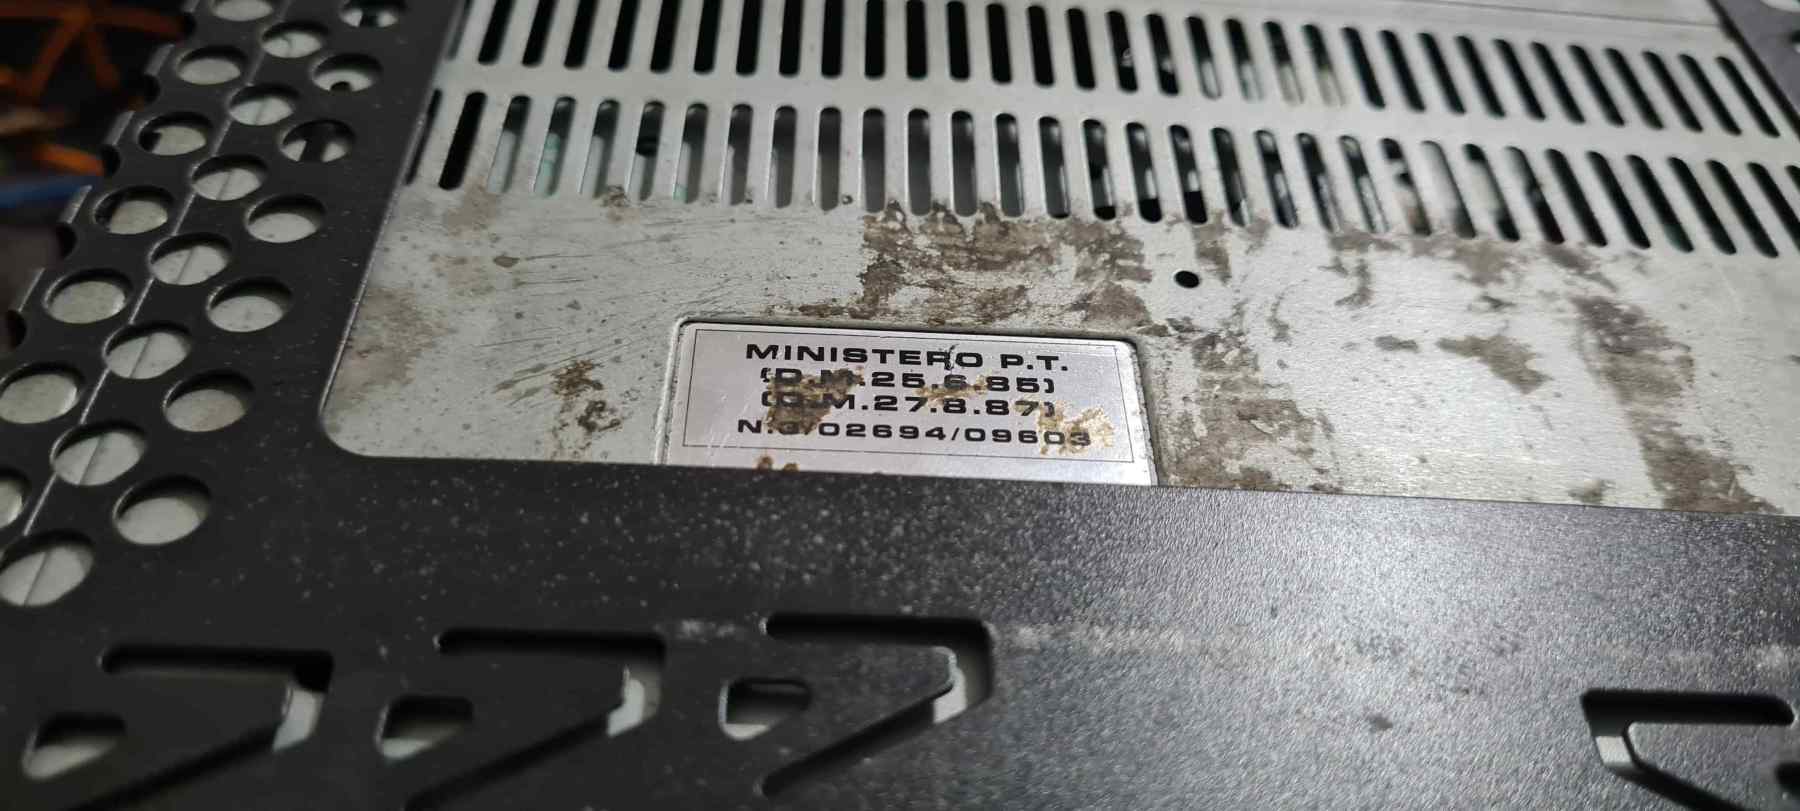 MINISTERO P.T.
(D.M.25.6.85)
(D.M.27.8.87)
N.G/02694/09603